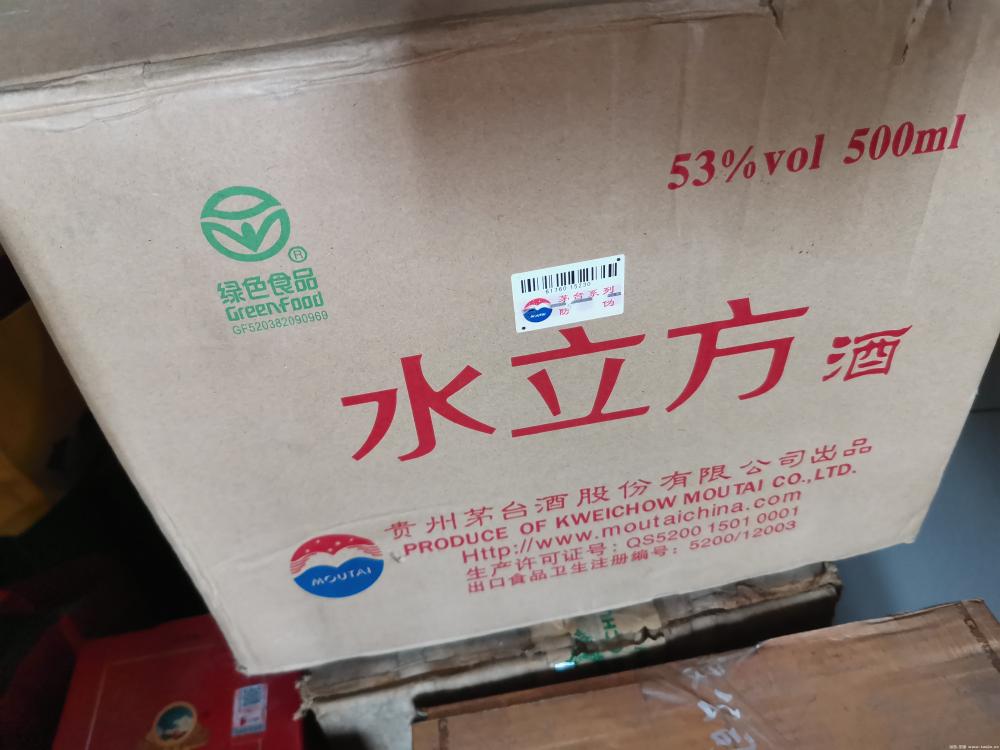 53%vol 500ml
®
绿色食品
GreenFood
GF520382090969
茅台系列
防 伪
水立方酒
贵州茅台酒股份有限公司出品
PRODUCE OF KWEICHOW MOUTAI CO.,LTD.
Http://www.moutaichina.com
生产许可证号: QS5200 1501 0001
出口食品卫生注册编号: 5200/12003
MOUTAI